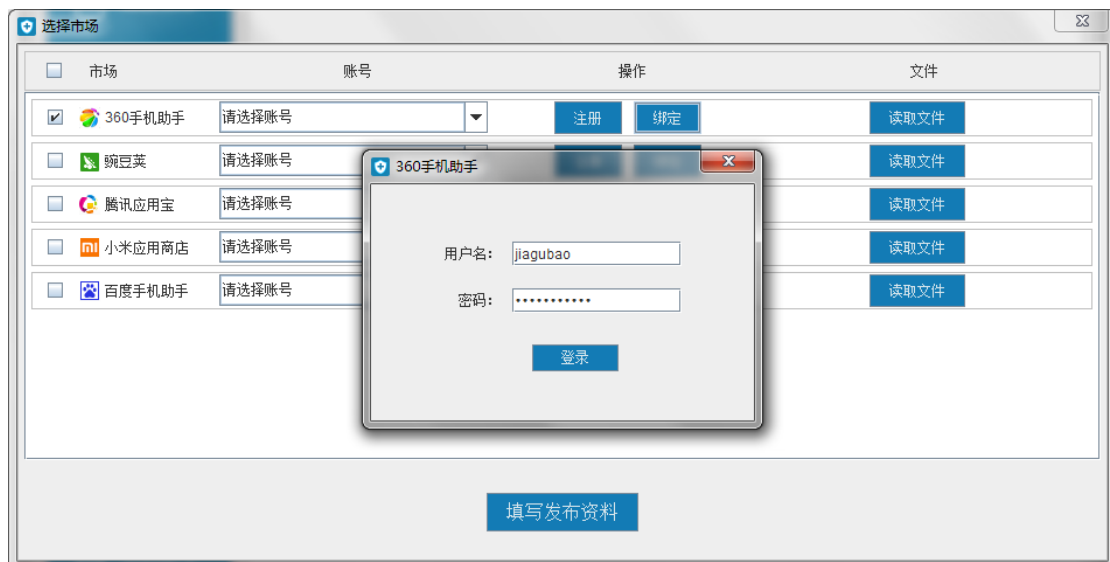 选择市场
市场 账号 操作 文件
360手机助手 请选择账号 注册 绑定 读取文件
豌豆荚 请选择账号 读取文件
腾讯应用宝 请选择账号 读取文件
小米应用商店 请选择账号 读取文件
百度手机助手 请选择账号 读取文件
360手机助手
用户名: jiagubao
密码: •••••••••••
登录
填写发布资料